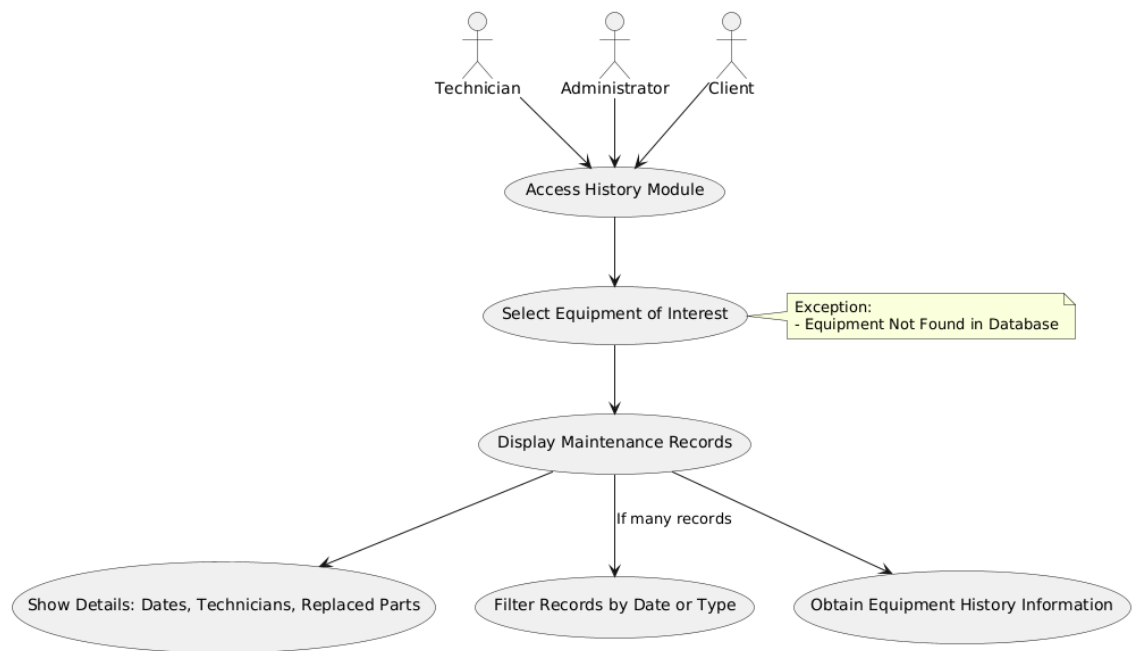 Technician
Administrator
Client
Access History Module
Select Equipment of Interest
Exception:
- Equipment Not Found in Database
Display Maintenance Records
If many records
Show Details: Dates, Technicians, Replaced Parts
Filter Records by Date or Type
Obtain Equipment History Information